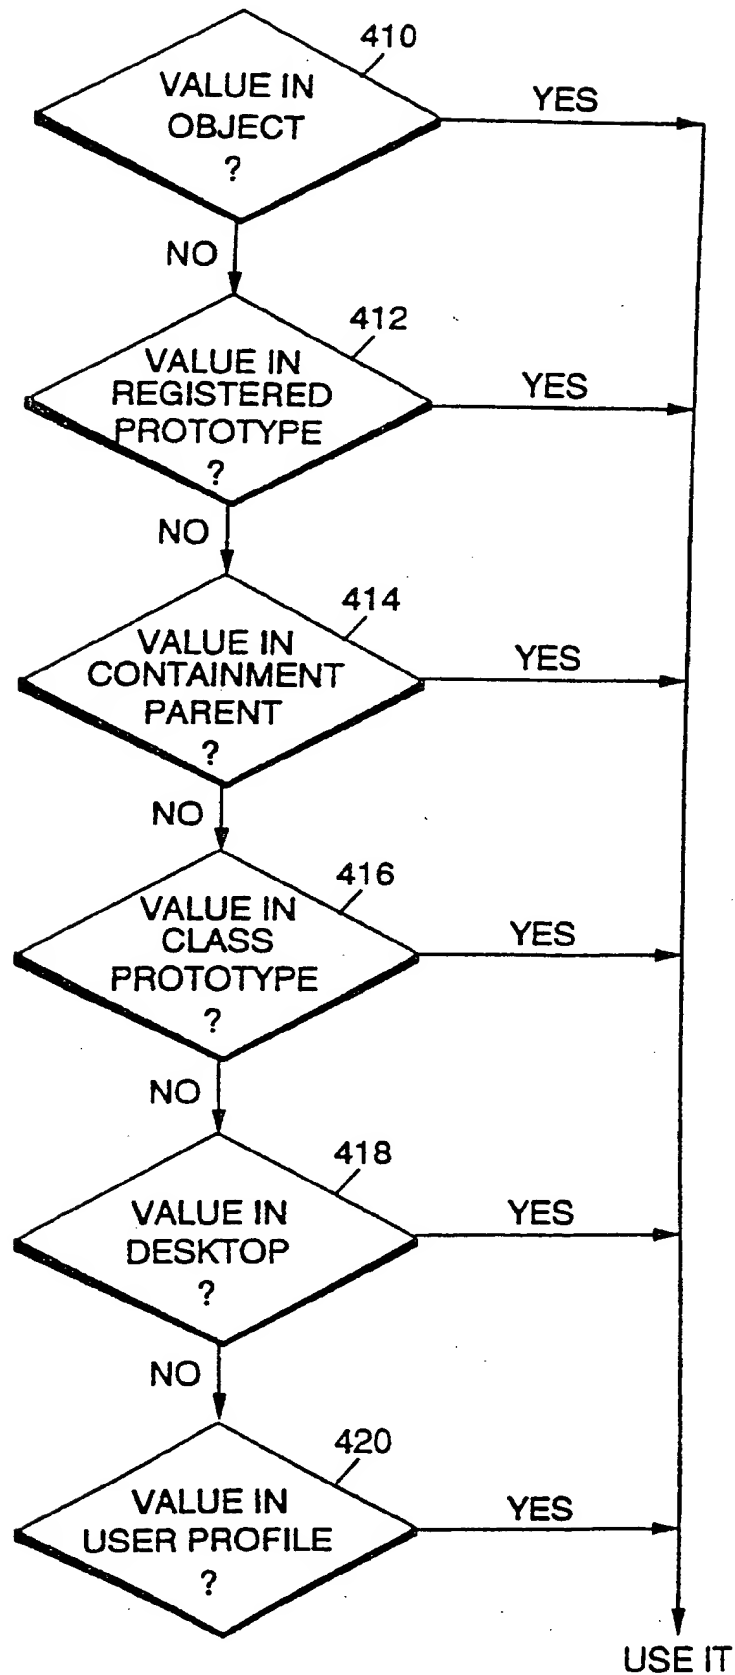 410
VALUE IN
OBJECT
?
YES
NO
412
VALUE IN
REGISTERED
PROTOTYPE
?
YES
NO
414
VALUE IN
CONTAINMENT
PARENT
?
YES
NO
416
VALUE IN
CLASS
PROTOTYPE
?
YES
NO
418
VALUE IN
DESKTOP
?
YES
NO
420
VALUE IN
USER PROFILE
?
YES
USE IT